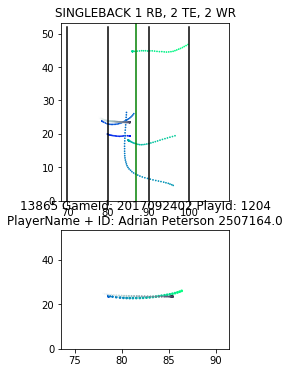 SINGLEBACK 1 RB, 2 TE, 2 WR
50
40
30
20
10
0
70 80 90 100
13865 GameId: 2017092402 PlayId: 1204
PlayerName + ID: Adrian Peterson 2507164.0
40
20
0
75 80 85 90